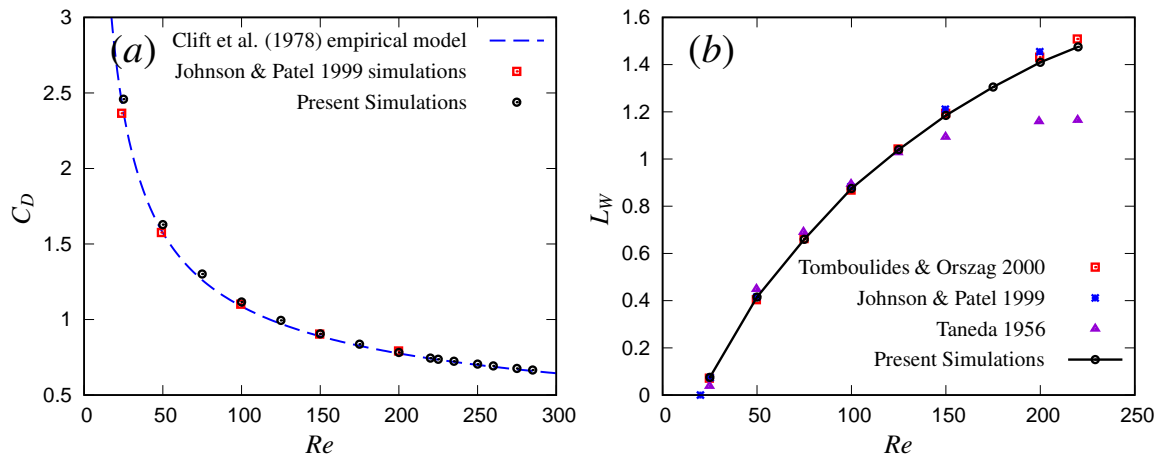 (a)
Clift et al. (1978) empirical model
Johnson & Patel 1999 simulations
Present Simulations
3
2.5
2
1.5
1
0.5
C_D
0 50 100 150 200 250 300
Re
(b)
1.6
1.4
1.2
1
0.8
0.6
0.4
0.2
0
L_W
Tomboulides & Orszag 2000
Johnson & Patel 1999
Taneda 1956
Present Simulations
0 50 100 150 200 250
Re